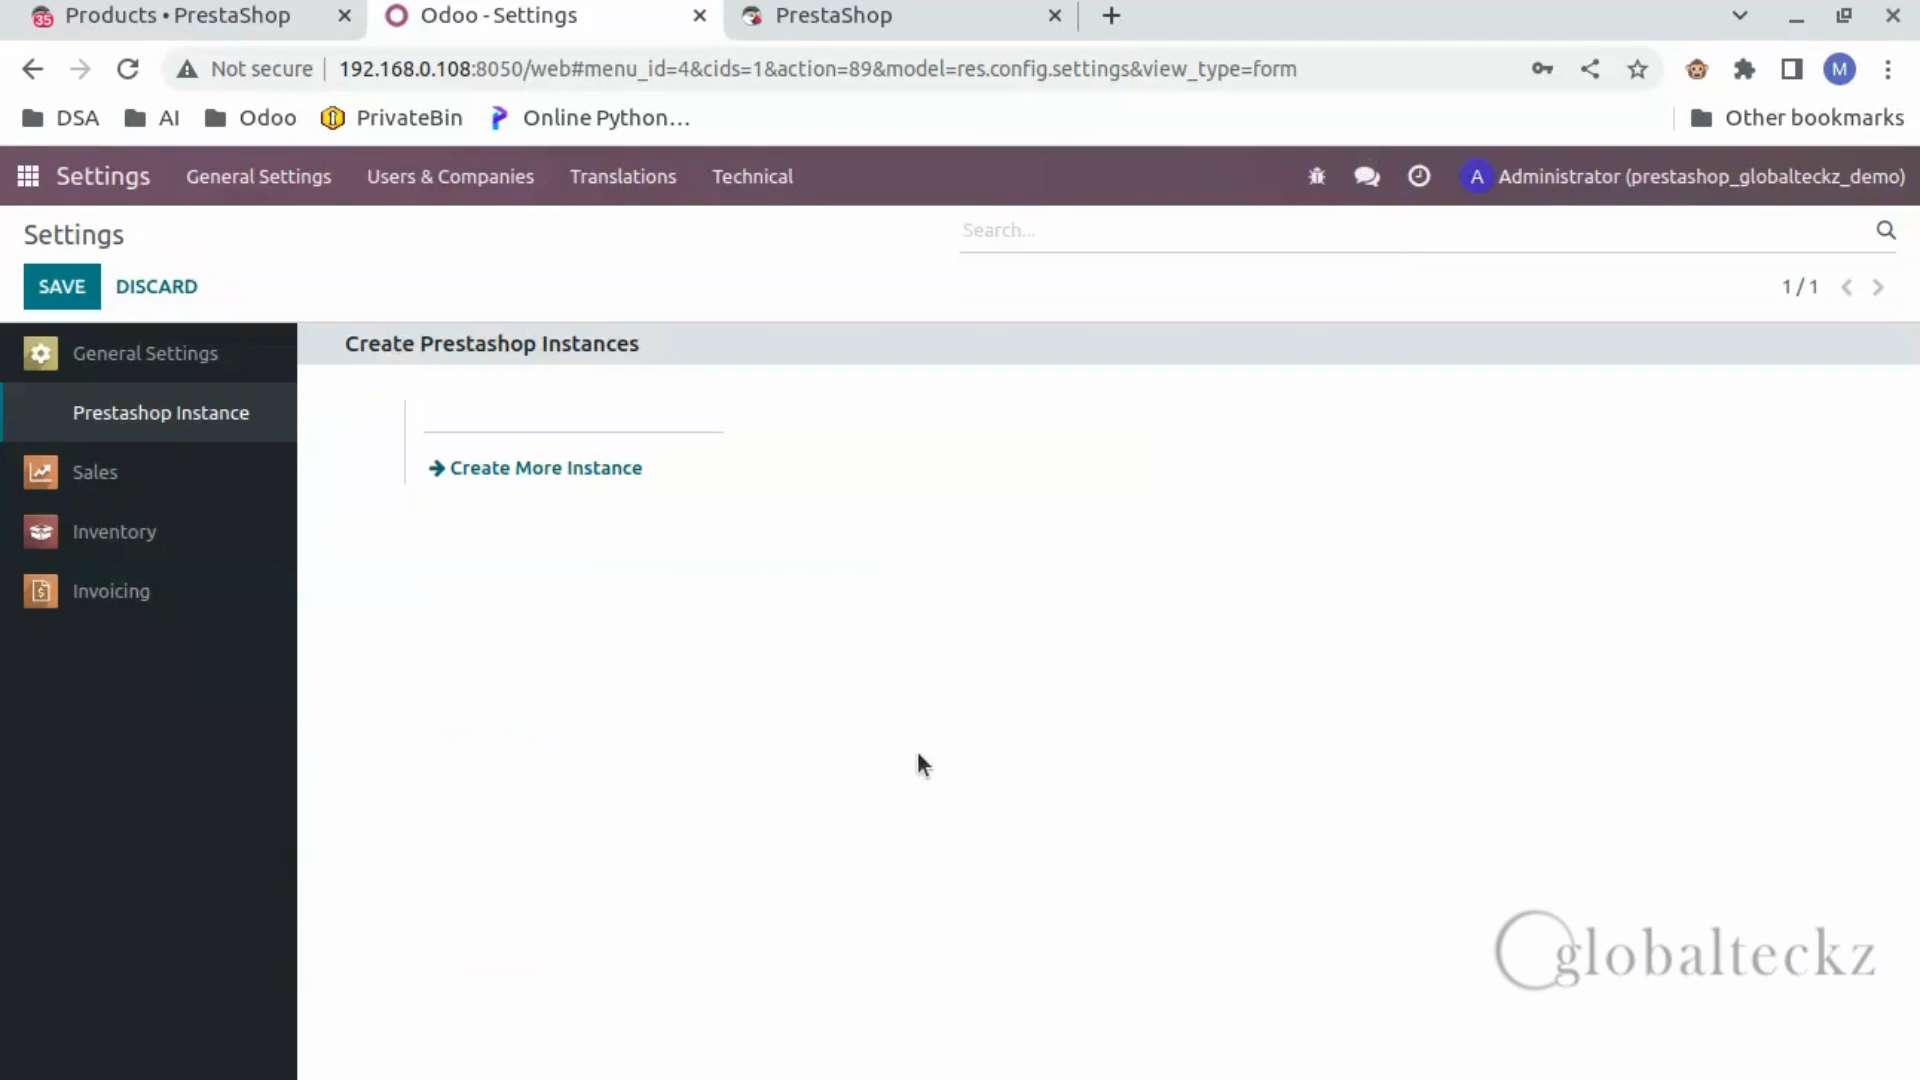 35 Products • PrestaShop
Odoo - Settings
PrestaShop
Not secure
192.168.0.108:8050/web#menu_id=4&cids=1&action=89&model=res.config.settings&view_type=form
M
DSA
AI
Odoo
PrivateBin
Online Python...
Other bookmarks
Settings
General Settings
Users & Companies
Translations
Technical
A Administrator (prestashop_globalteckz_demo)
Settings
Search...
SAVE
DISCARD
1 / 1
General Settings
Create Prestashop Instances
Prestashop Instance
Create More Instance
Sales
Inventory
Invoicing
globalteckz